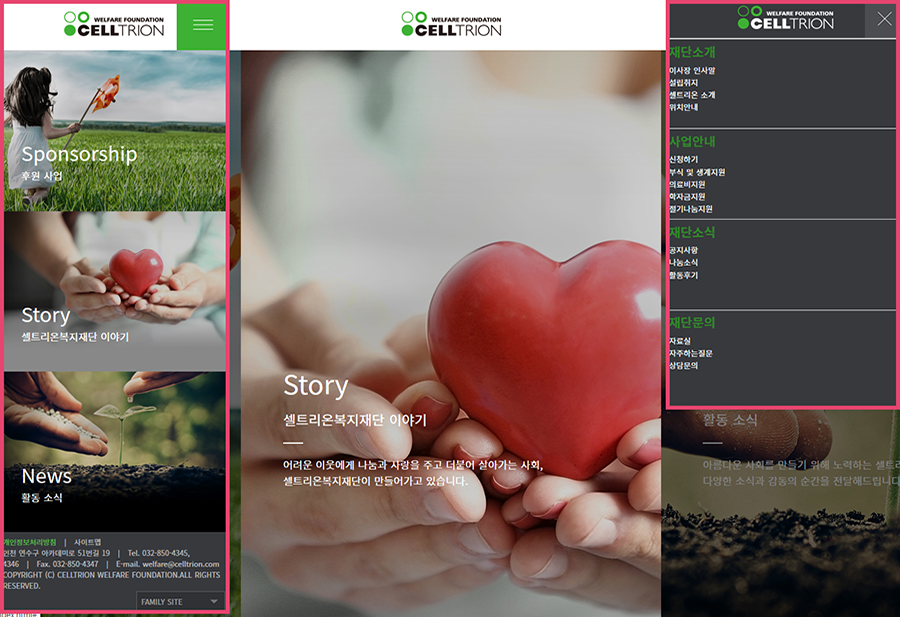 WELFARE FOUNDATION
CELLTRION
Sponsorship
후원 사업
Story
셀트리온복지재단 이야기
News
활동 소식
개인정보처리방침 | 사이트맵
인천 연수구 아카데미로 51번길 19 | Tel. 032-850-4345,
4346 | Fax. 032-850-4347 | E-mail. welfare@celltrion.com
COPYRIGHT (C) CELLTRION WELFARE FOUNDATION.ALL RIGHTS
RESERVED.
FAMILY SITE
WELFARE FOUNDATION
CELLTRION
Story
셀트리온복지재단 이야기
어려운 이웃에게 나눔과 사랑을 주고 더불어 살아가는 사회,
셀트리온복지재단이 만들어가고 있습니다.
WELFARE FOUNDATION
CELLTRION
재단소개
이사장 인사말
설립취지
셀트리온 소개
위치안내
사업안내
신청하기
부식 및 생계지원
의료비지원
학자금지원
절기나눔지원
재단소식
공지사항
나눔소식
활동후기
재단문의
자료실
자주하는질문
상담문의
활동 소식
아름다운 사회를 만들기 위해 노력하는 셀트리
다양한 소식과 감동의 순간을 전달해드립니다